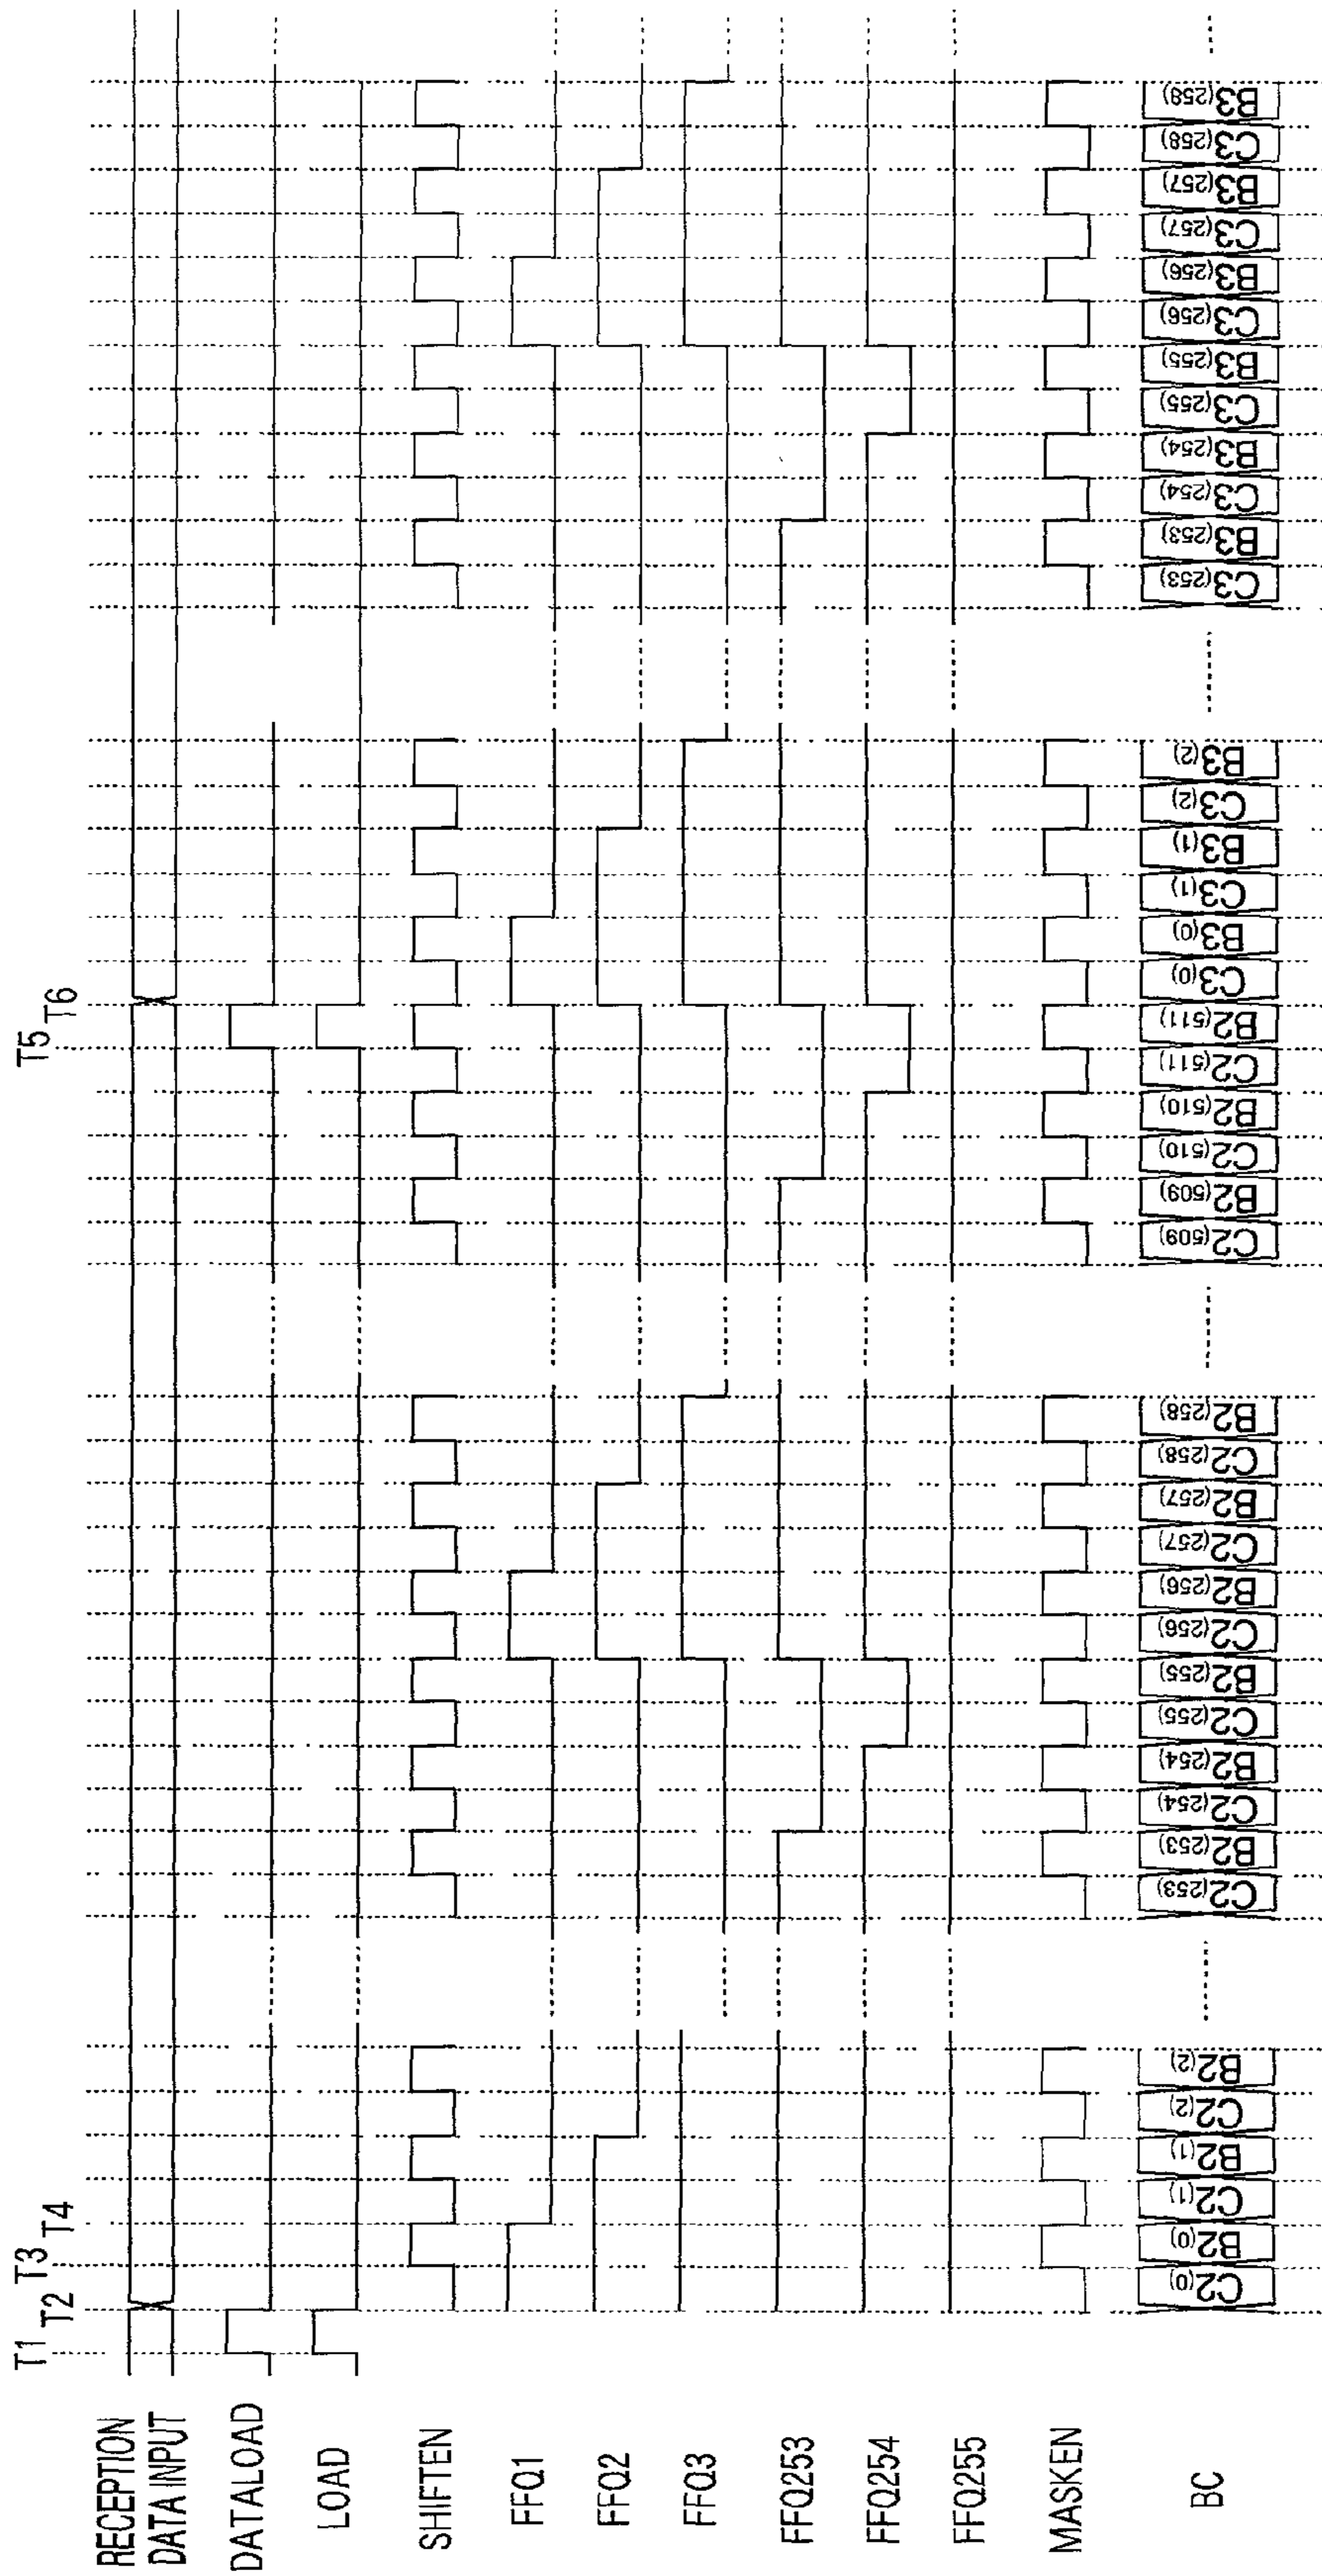 T1 T2 T3 T4 T5 T6
RECEPTION
DATA INPUT
DATALOAD
LOAD
SHIFTEN
FFQ1
FFQ2
FFQ3
FFQ253
FFQ254
FFQ255
MASKEN
BC
C2(0) B2(0) C2(1) B2(1) C2(2) B2(2) C2(253) B2(253) C2(254) B2(254) C2(255) B2(255) C2(256) B2(256) C2(257) B2(257) C2(258) B2(258) C2(509) B2(509) C2(510) B2(510) C2(511) B2(511) C3(0) B3(0) C3(1) B3(1) C3(2) B3(2) C3(253) B3(253) C3(254) B3(254) C3(255) B3(255) C3(256) B3(256) C3(257) B3(257) C3(258) B3(258)